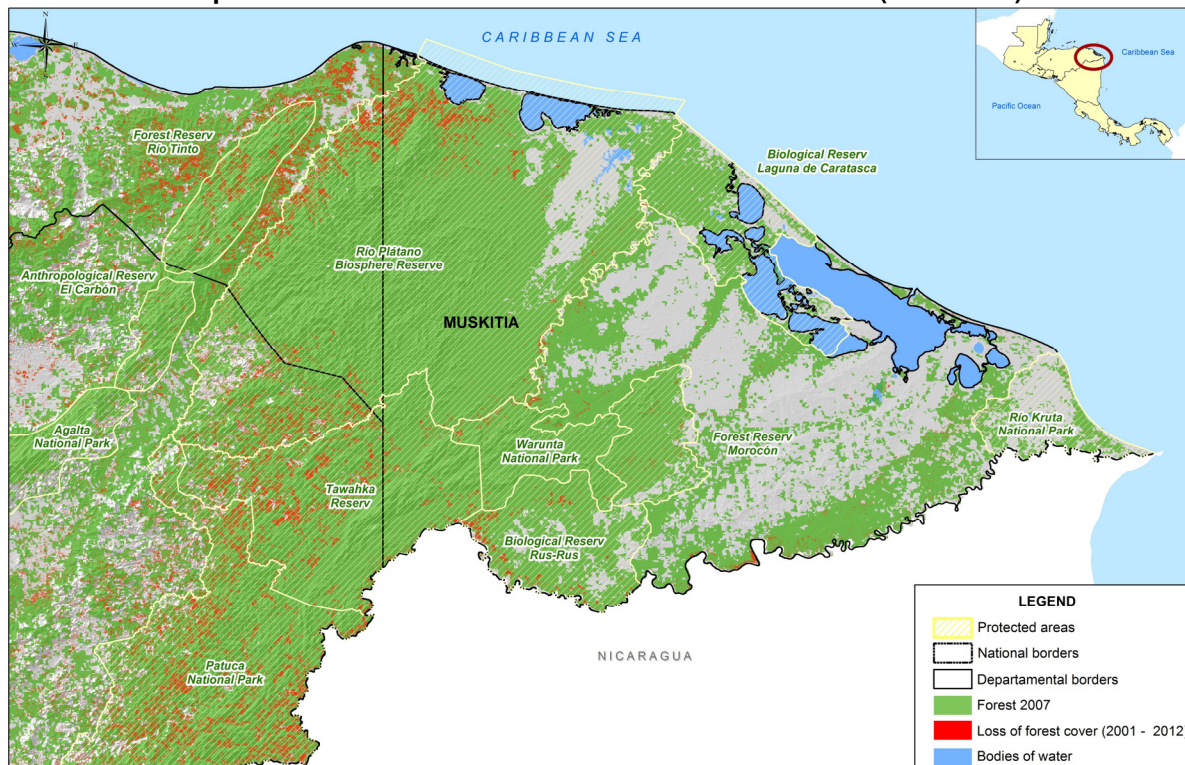 N
W
E
S
CARIBBEAN SEA
Caribbean Sea
Pacific Ocean
Forest Reserv
Río Tinto
Biological Reserv
Laguna de Caratasca
Anthropological Reserv
El Carbón
Río Plátano
Biosphere Reserve
MUSKITIA
Agalta
National Park
Warunta
National Park
Forest Reserv
Morocón
Río Kruta
National Park
Tawahka
Reserv
Biological Reserv
Rus-Rus
Patuca
National Park
NICARAGUA
LEGEND
Protected areas
National borders
Departamental borders
Forest 2007
Loss of forest cover (2001 - 2012)
Bodies of water